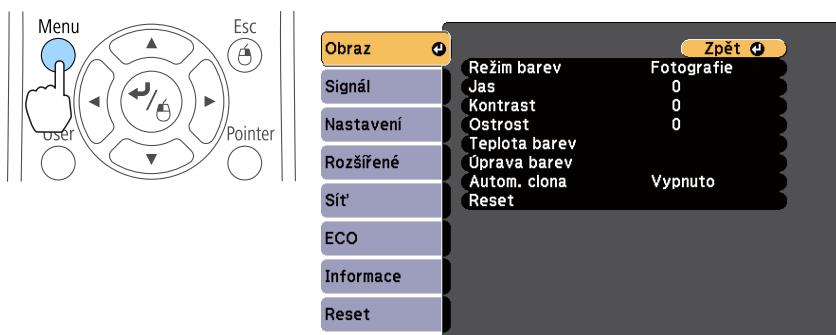 Menu
Esc
User
Pointer
Obraz
Signál
Nastavení
Rozšířené
Síť
ECO
Informace
Reset
Zpět
Režim barev Fotografie
Jas 0
Kontrast 0
Ostrost 0
Teplota barev
Úprava barev
Autom. clona Vypnuto
Reset